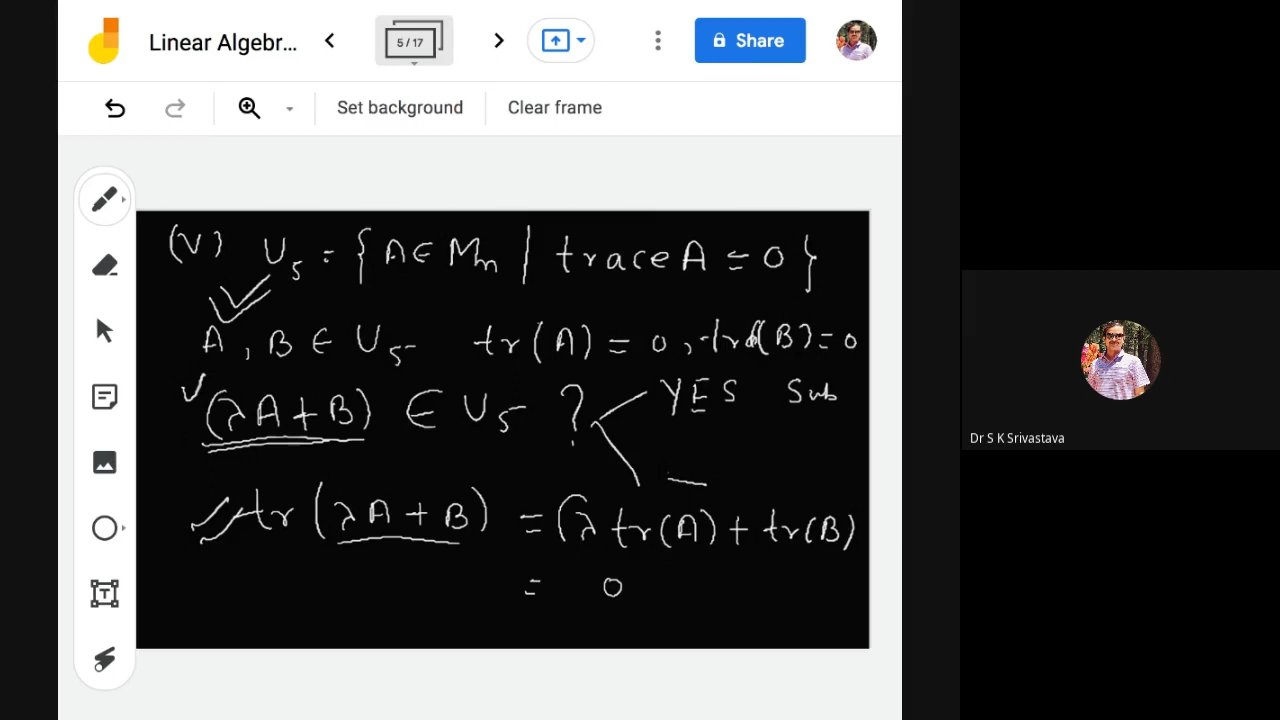 Linear Algebr...
5 / 17
Share
Set background
Clear frame
(V) U₅ = { A ∈ Mₙ | trace A = 0 }
A, B ∈ U₅ tr(A) = 0, tr(B) = 0
(λA + B) ∈ U₅ ? YES Sub
tr(λA + B) = (λ tr(A) + tr(B)
= 0
Dr S K Srivastava